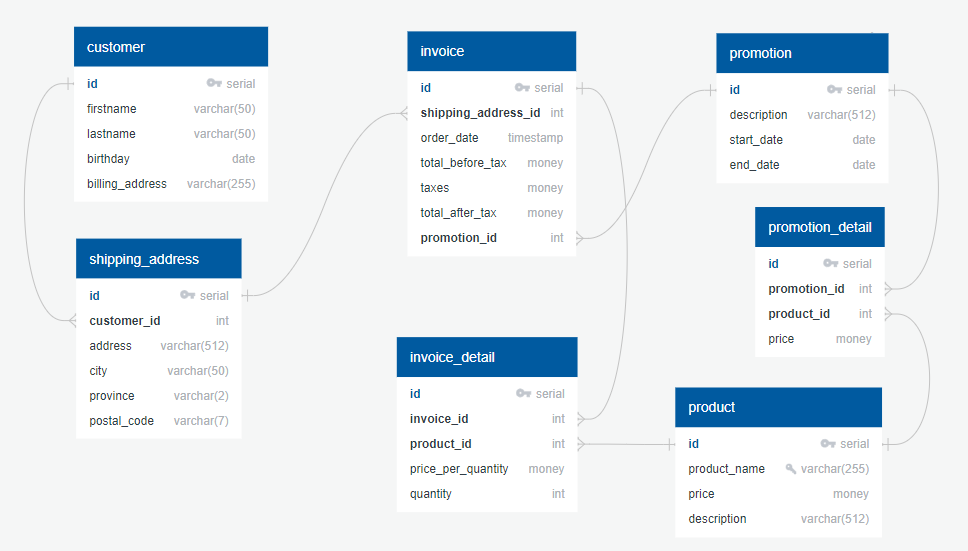 customer
id serial
firstname varchar(50)
lastname varchar(50)
birthday date
billing_address varchar(255)
shipping_address
id serial
customer_id int
address varchar(512)
city varchar(50)
province varchar(2)
postal_code varchar(7)
invoice
id serial
shipping_address_id int
order_date timestamp
total_before_tax money
taxes money
total_after_tax money
promotion_id int
invoice_detail
id serial
invoice_id int
product_id int
price_per_quantity money
quantity int
promotion
id serial
description varchar(512)
start_date date
end_date date
promotion_detail
id serial
promotion_id int
product_id int
price money
product
id serial
product_name varchar(255)
price money
description varchar(512)